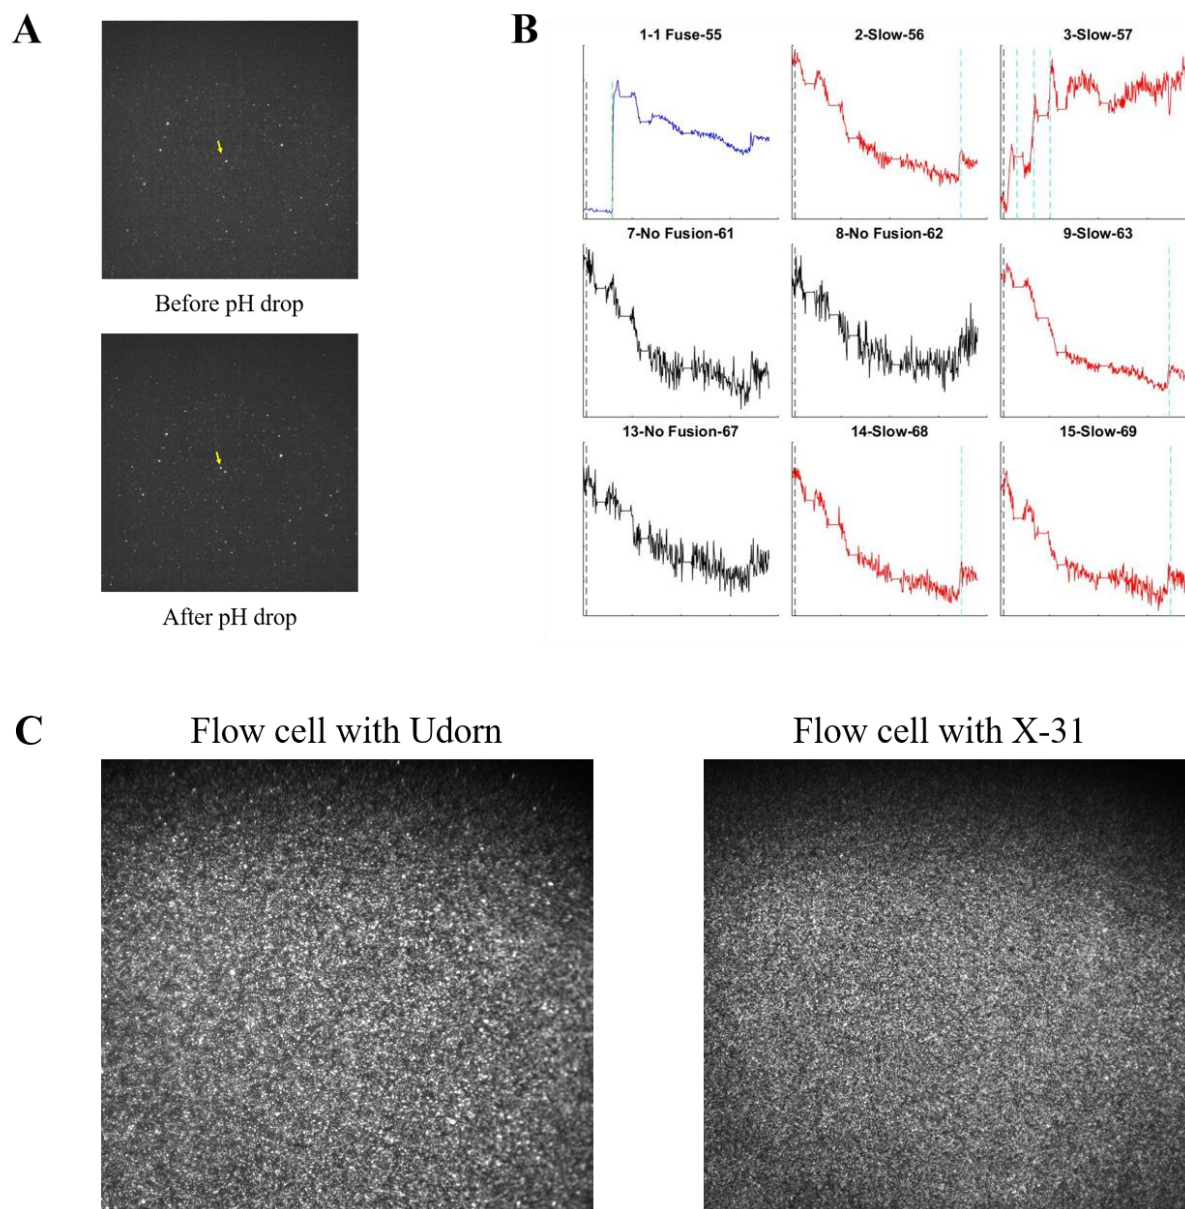 A
B
Before pH drop
After pH drop
1-1 Fuse-55
2-Slow-56
3-Slow-57
7-No Fusion-61
8-No Fusion-62
9-Slow-63
13-No Fusion-67
14-Slow-68
15-Slow-69
C
Flow cell with Udorn
Flow cell with X-31